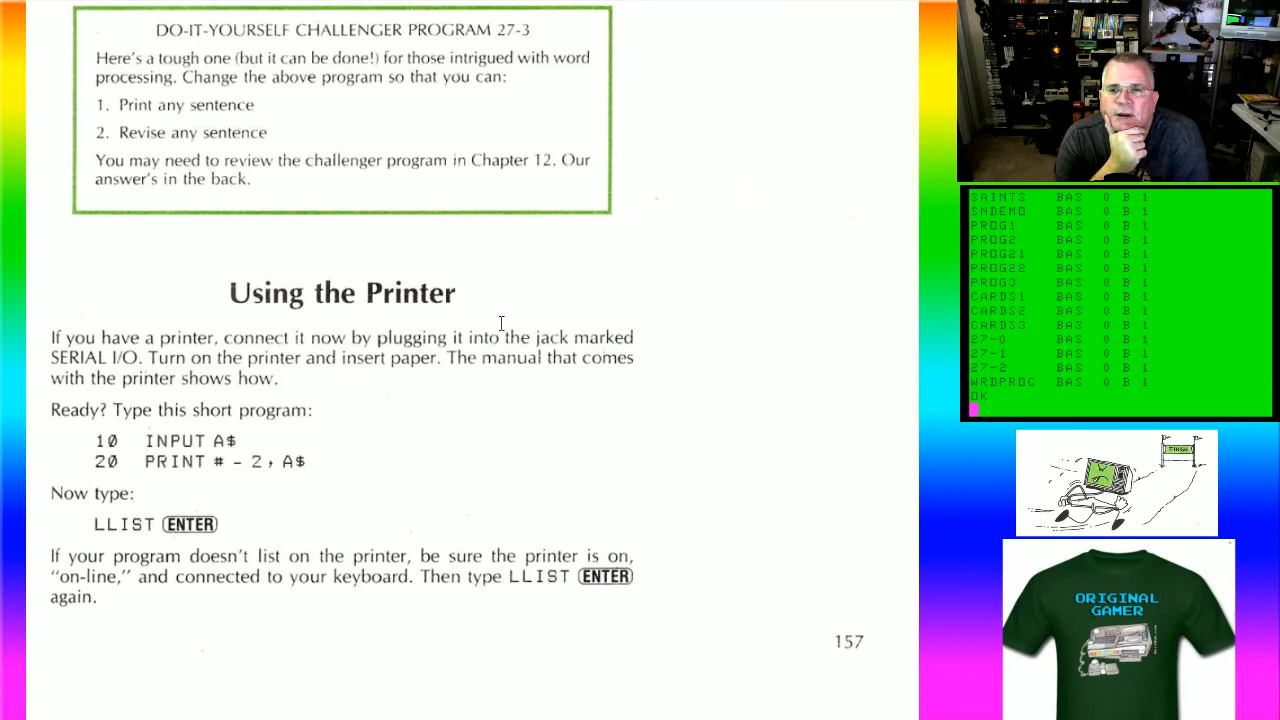 DO-IT-YOURSELF CHALLENGER PROGRAM 27-3
Here's a tough one (but it can be done!) for those intrigued with word
processing. Change the above program so that you can:
1. Print any sentence
2. Revise any sentence
You may need to review the challenger program in Chapter 12. Our
answer's in the back.
Using the Printer
If you have a printer, connect it now by plugging it into the jack marked
SERIAL I/O. Turn on the printer and insert paper. The manual that comes
with the printer shows how.
Ready? Type this short program:
10 INPUT A$
20 PRINT # - 2, A$
Now type:
LLIST ENTER
If your program doesn't list on the printer, be sure the printer is on,
"on-line," and connected to your keyboard. Then type LLIST ENTER
again.
157
SAINTS BAS 0 B 1
SNDEMO BAS 0 B 1
PROG1 BAS 0 B 1
PROG2 BAS 0 B 1
PROG21 BAS 0 B 1
PROG22 BAS 0 B 1
PROG3 BAS 0 B 1
CARDS1 BAS 0 B 1
CARDS2 BAS 0 B 1
CARDS3 BAS 0 B 1
27-0 BAS 0 B 1
27-1 BAS 0 B 1
27-2 BAS 0 B 1
WRDPROC BAS 0 B 1
OK
FINISH
ORIGINAL
GAMER